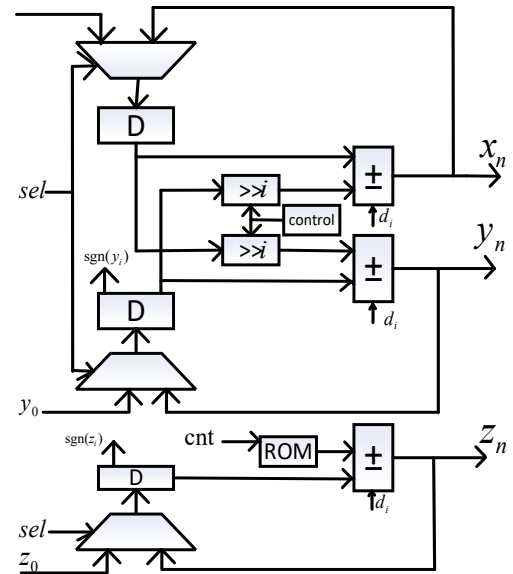 D
x_n
sel
>>i
±
control
d_i
y_n
>>i
sgn(y_i)
±
D
d_i
y_0
z_n
cnt
sgn(z_i)
ROM
±
D
d_i
sel
z_0